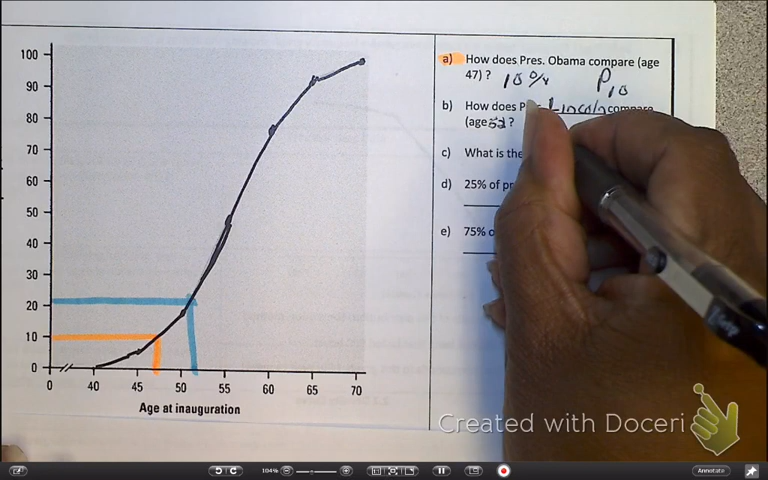 100
90
80
70
60
50
40
30
20
10
0
0 40 45 50 55 60 65 70
Age at inauguration
a) How does Pres. Obama compare (age
47) ? 10% P10
b) How does Lincoln compare
(age 52 ?
c) What is the
d) 25% of
e) 75%
Created with Doceri
104%
Annotate